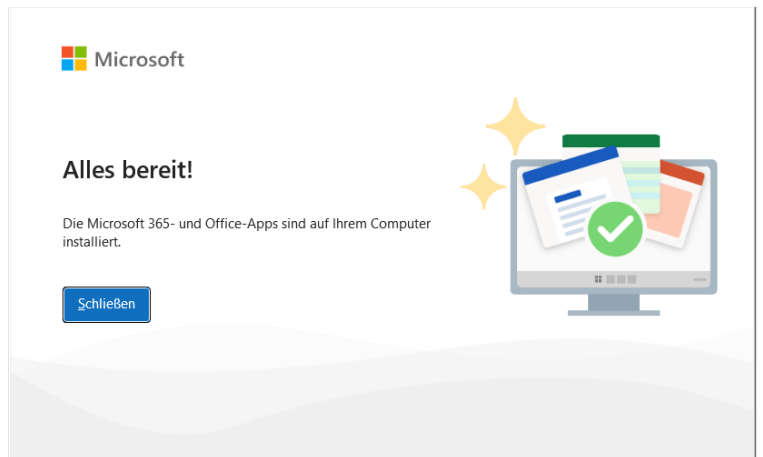 Microsoft
Alles bereit!
Die Microsoft 365- und Office-Apps sind auf Ihrem Computer
installiert.
Schließen